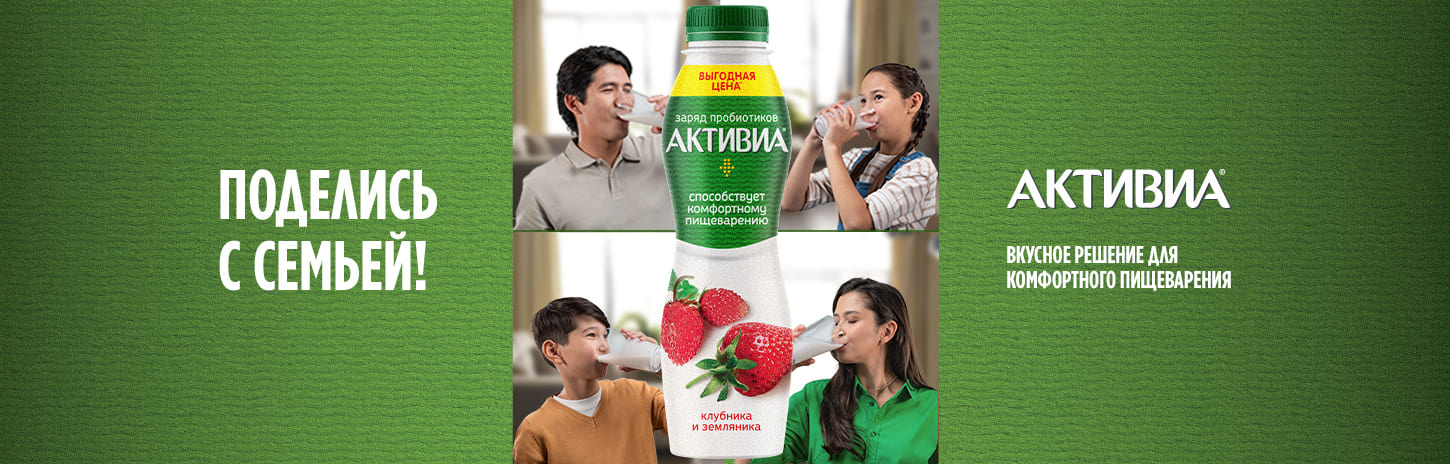 ПОДЕЛИСЬ
С СЕМЬЕЙ!
ВЫГОДНАЯ
ЦЕНА*
заряд пробиотиков
АКТИВИА®
способствует
комфортному
пищеварению
клубника
и земляника
АКТИВИА®
ВКУСНОЕ РЕШЕНИЕ ДЛЯ
КОМФОРТНОГО ПИЩЕВАРЕНИЯ